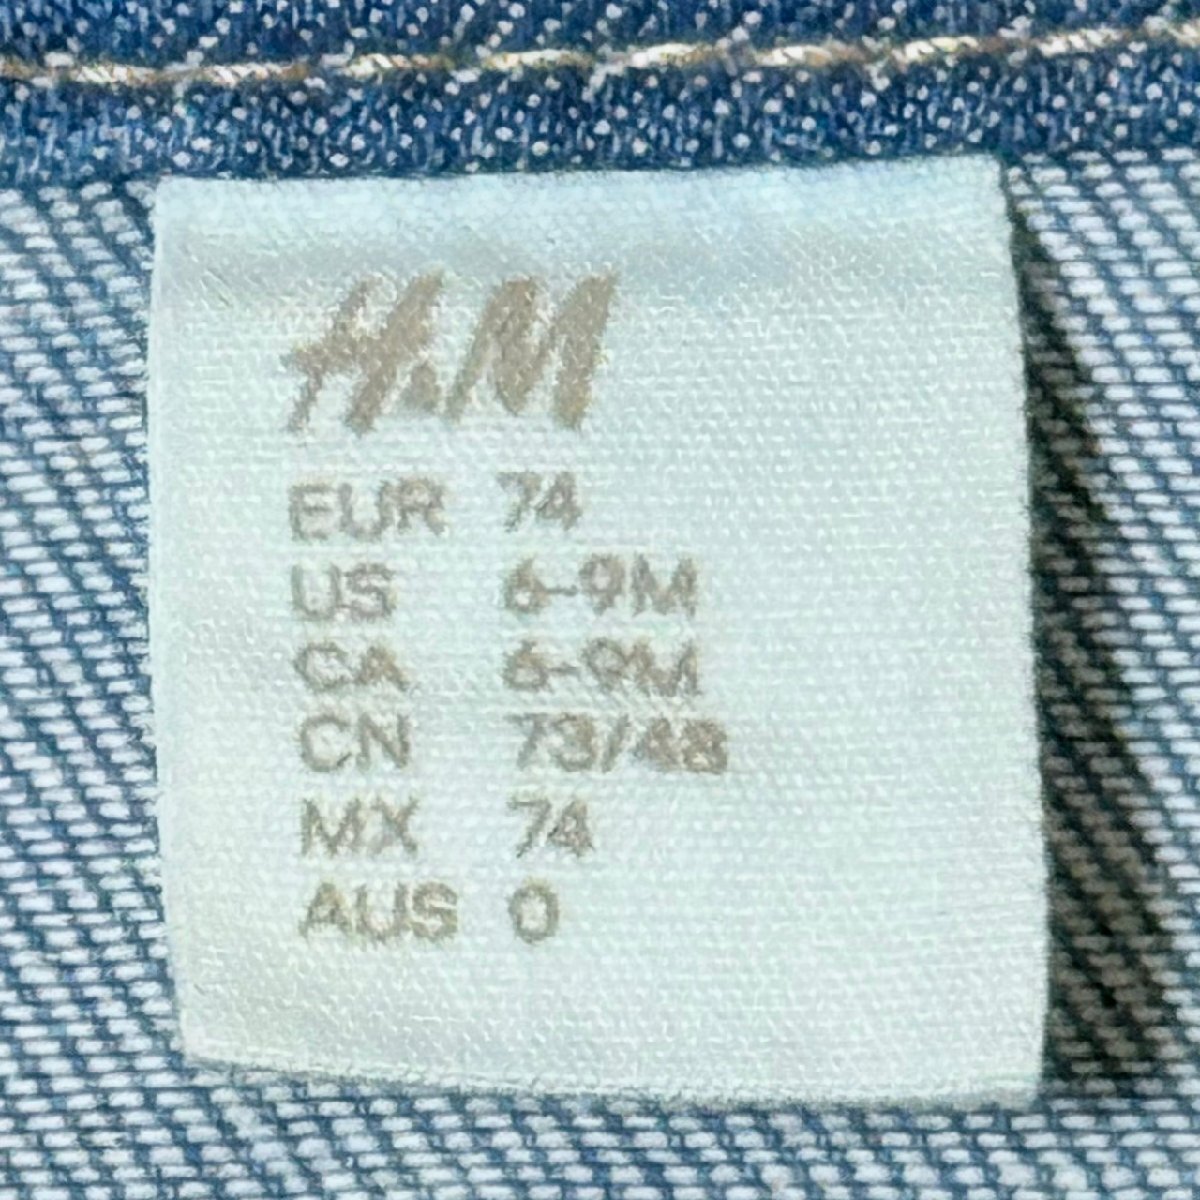 H&M
EUR 74
US 6-9M
CA 6-9M
CN 73/48
MX 74
AUS 0